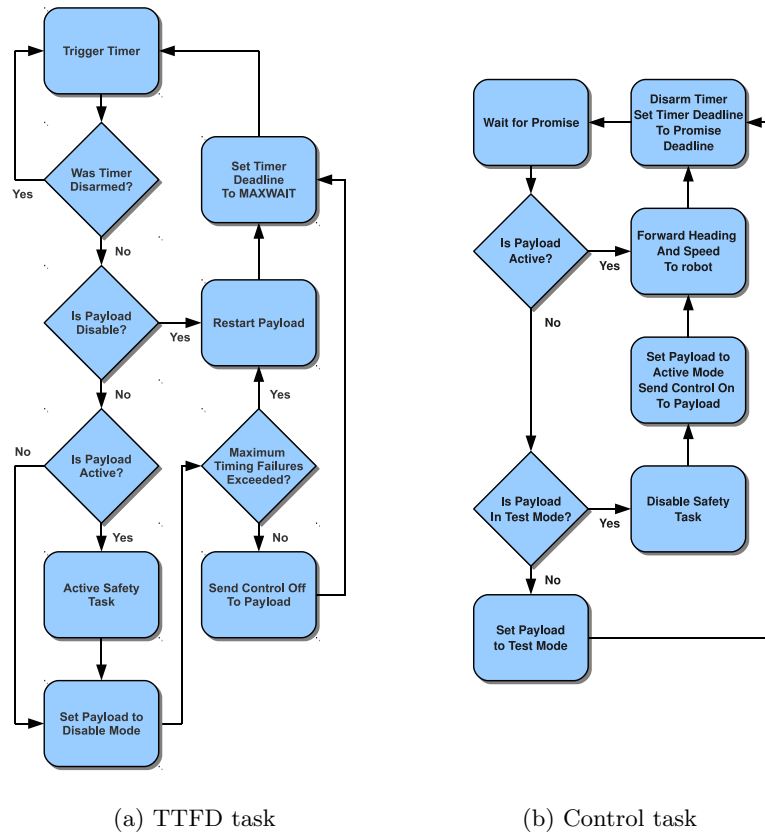 Trigger Timer
Was Timer
Disarmed?
Yes
No
Set Timer
Deadline
To MAXWAIT
Is Payload
Disable?
Yes
No
Restart Payload
Yes
Is Payload
Active?
No
Yes
Maximum
Timing Failures
Exceeded?
No
Active Safety
Task
Send Control Off
To Payload
Set Payload to
Disable Mode
(a) TTFD task
Wait for Promise
Disarm Timer
Set Timer Deadline
To Promise
Deadline
Is Payload
Active?
Yes
No
Forward Heading
And Speed
To robot
Set Payload to
Active Mode
Send Control On
To Payload
Is Payload
In Test Mode?
Yes
No
Disable Safety
Task
Set Payload
to Test Mode
(b) Control task